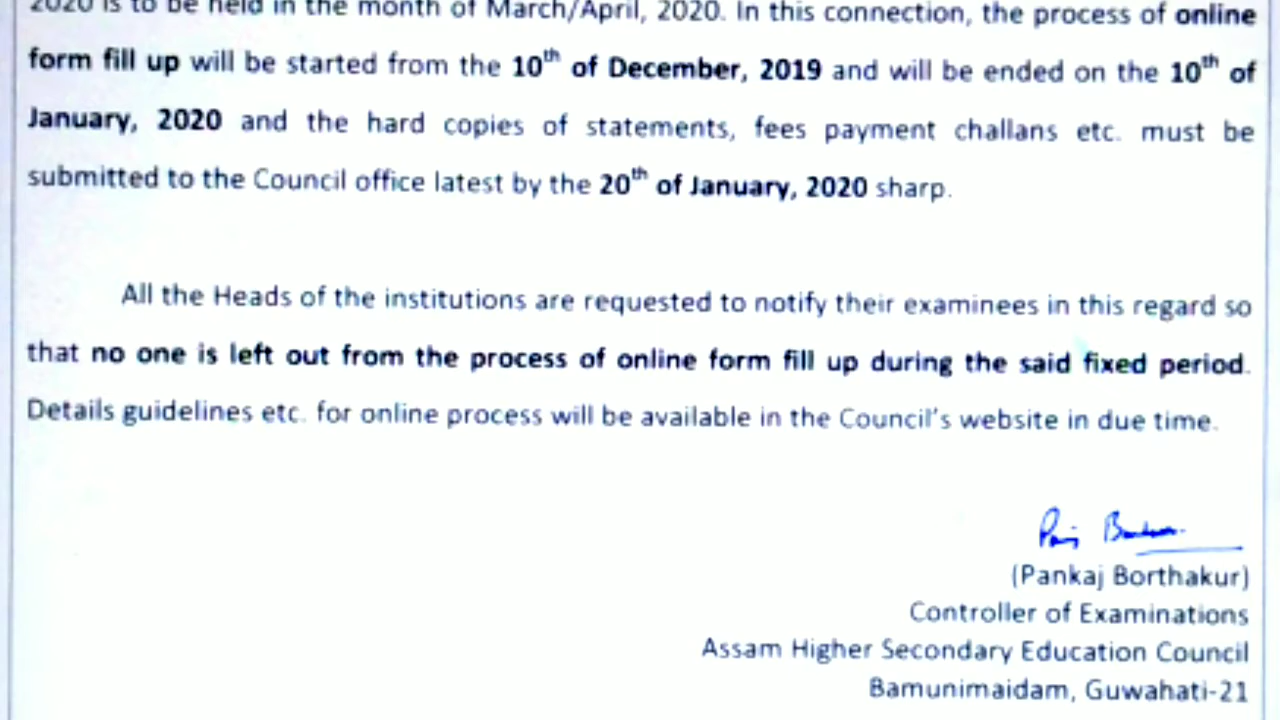 2020 is to be held in the month of March/April, 2020. In this connection, the process of online
form fill up will be started from the 10th of December, 2019 and will be ended on the 10th of
January, 2020 and the hard copies of statements, fees payment challans etc. must be
submitted to the Council office latest by the 20th of January, 2020 sharp.
All the Heads of the institutions are requested to notify their examinees in this regard so
that no one is left out from the process of online form fill up during the said fixed period.
Details guidelines etc. for online process will be available in the Council's website in due time.
(Pankaj Borthakur)
Controller of Examinations
Assam Higher Secondary Education Council
Bamunimaidam, Guwahati-21